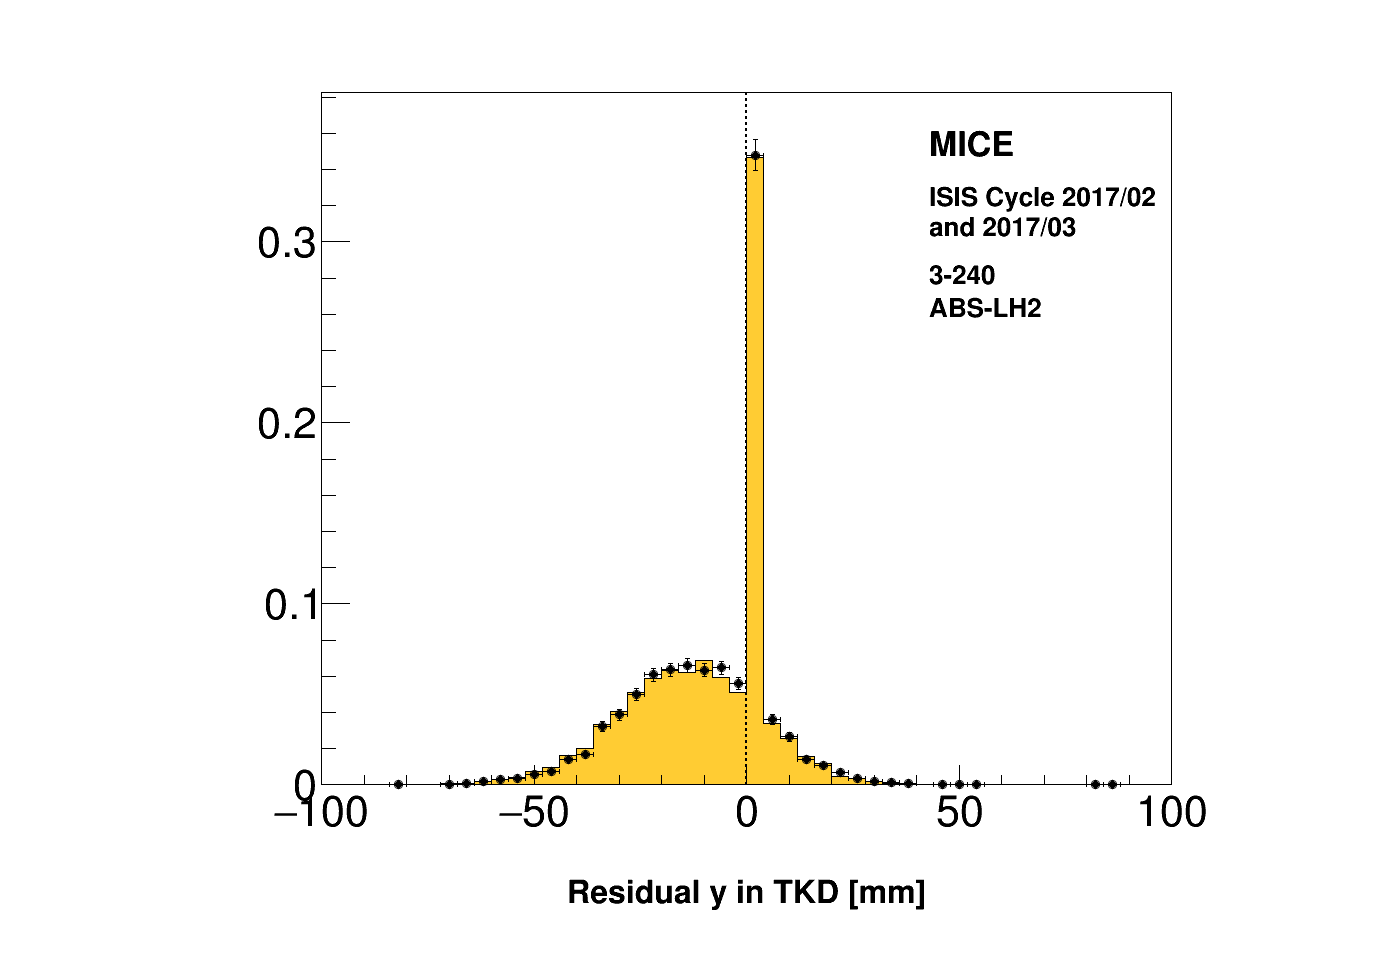 MICE
ISIS Cycle 2017/02
and 2017/03
3-240
ABS-LH2
0.3
0.2
0.1
0
−100 −50 0 50 100
Residual y in TKD [mm]